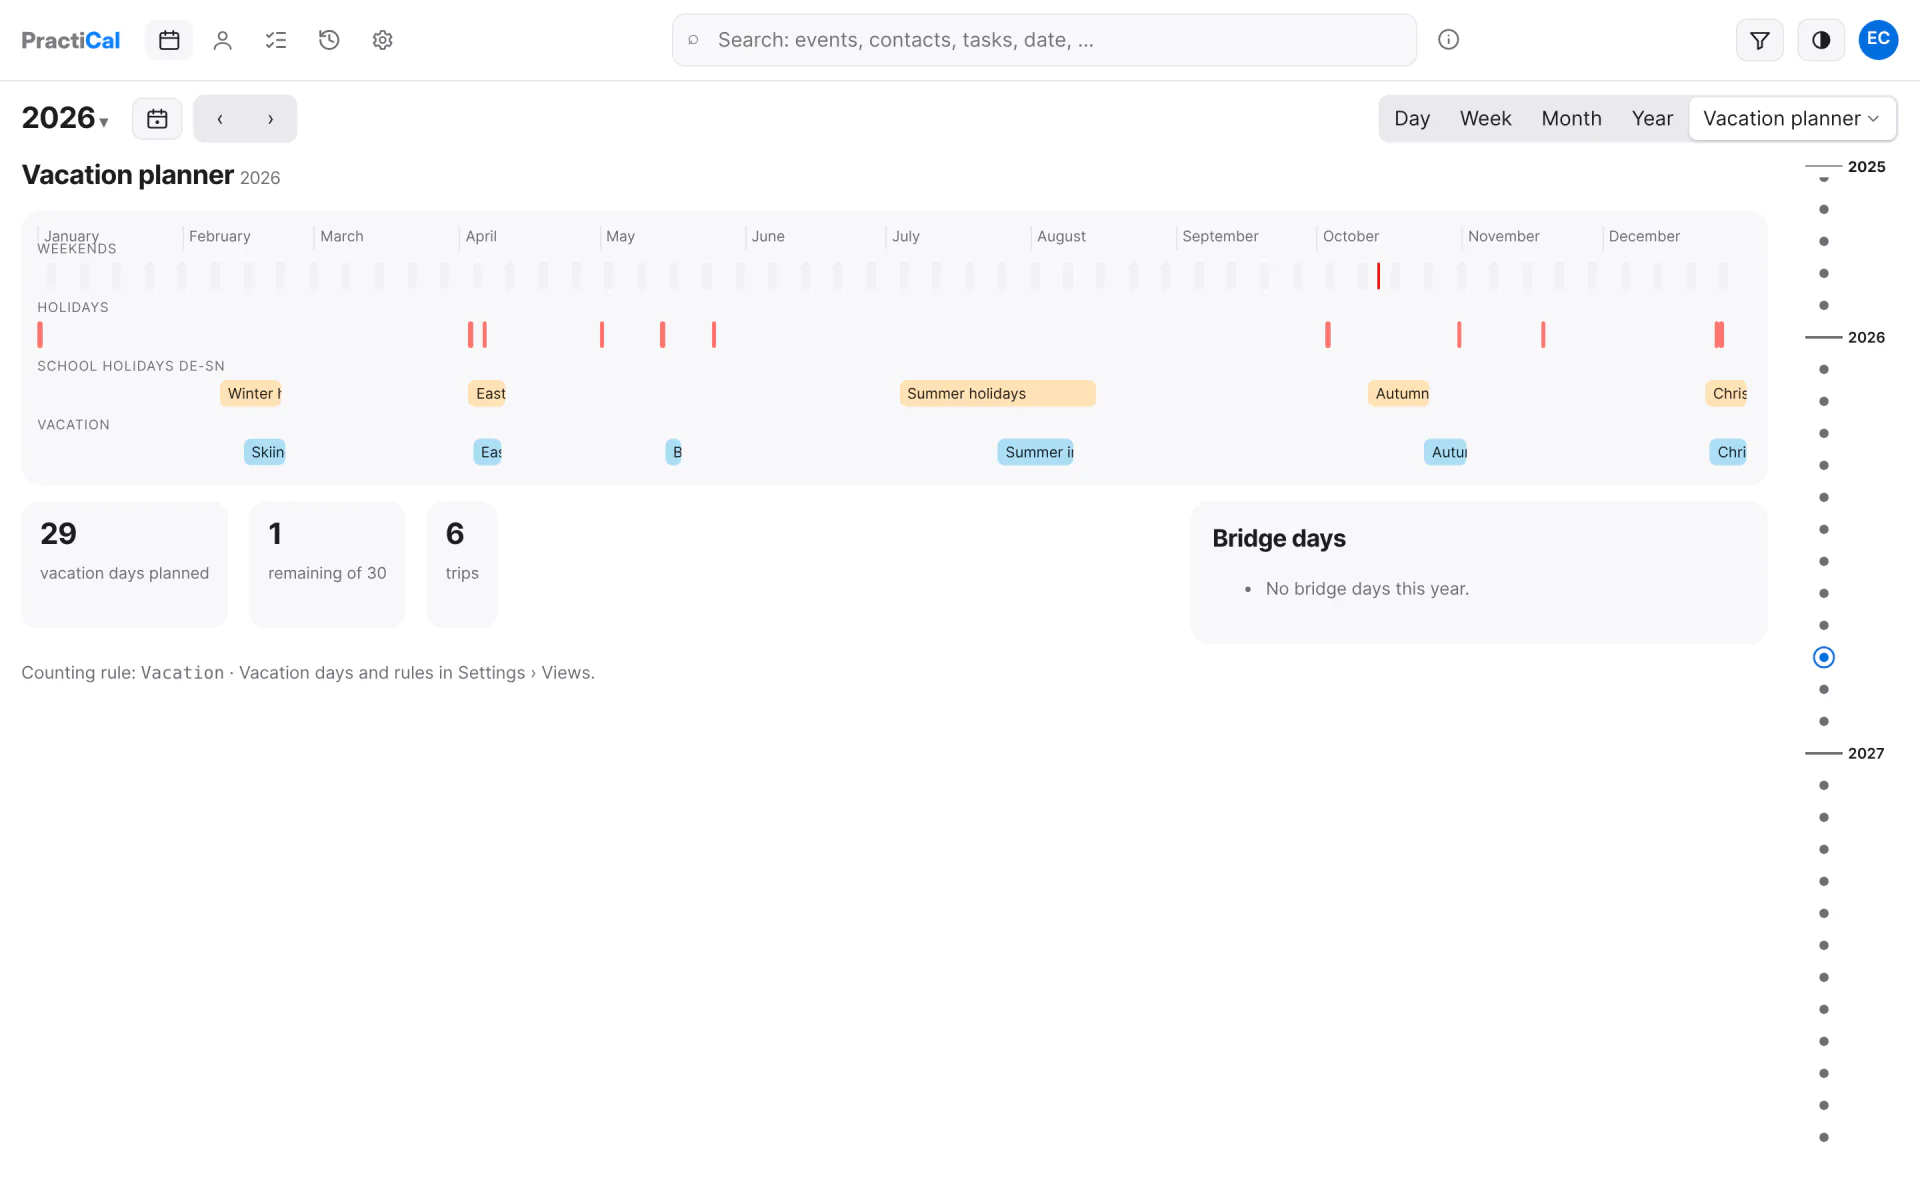 PractiCal
Search: events, contacts, tasks, date, ...
EC
2026
Day Week Month Year Vacation planner
Vacation planner 2026
January February March April May June July August September October November December
WEEKENDS
HOLIDAYS
SCHOOL HOLIDAYS DE-SN
Winter h East Summer holidays Autumn Chris
VACATION
Skiin Eas B Summer i Autu Chri
29
vacation days planned
1
remaining of 30
6
trips
Bridge days
• No bridge days this year.
Counting rule: Vacation · Vacation days and rules in Settings › Views.
2025
2026
2027